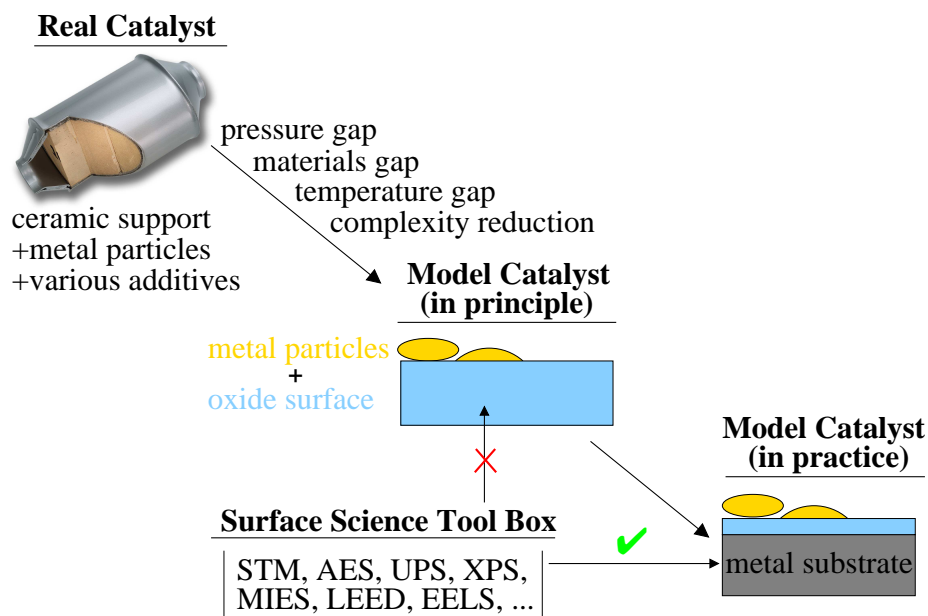 Real Catalyst
pressure gap
materials gap
temperature gap
complexity reduction
ceramic support
+metal particles
+various additives
Model Catalyst
(in principle)
metal particles
+
oxide surface
Model Catalyst
(in practice)
Surface Science Tool Box
STM, AES, UPS, XPS,
MIES, LEED, EELS, ...
metal substrate